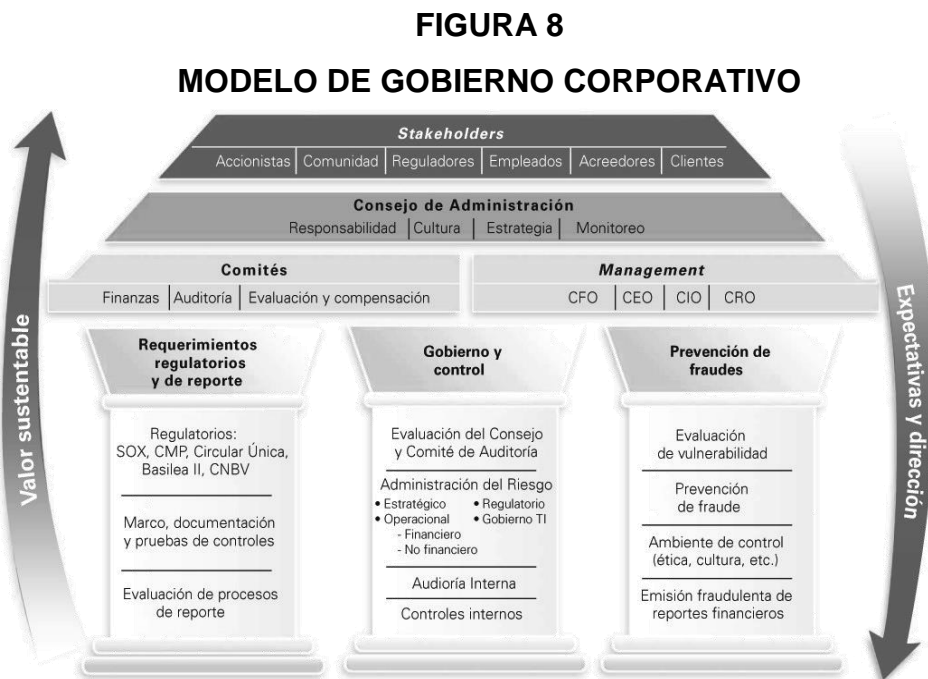 FIGURA 8
MODELO DE GOBIERNO CORPORATIVO
Stakeholders
Accionistas | Comunidad | Reguladores | Empleados | Acreedores | Clientes
Consejo de Administración
Responsabilidad | Cultura | Estrategia | Monitoreo
Comités
Finanzas | Auditoría | Evaluación y compensación
Management
CFO | CEO | CIO | CRO
Valor sustentable
Expectativas y dirección
Requerimientos
regulatorios
y de reporte
Regulatorios:
SOX, CMP, Circular Única,
Basilea II, CNBV
Marco, documentación
y pruebas de controles
Evaluación de procesos
de reporte
Gobierno y
control
Evaluación del Consejo
y Comité de Auditoría
Administración del Riesgo
• Estratégico • Regulatorio
• Operacional • Gobierno TI
- Financiero
- No financiero
Audioría Interna
Controles internos
Prevención de
fraudes
Evaluación
de vulnerabilidad
Prevención
de fraude
Ambiente de control
(ética, cultura, etc.)
Emisión fraudulenta de
reportes financieros